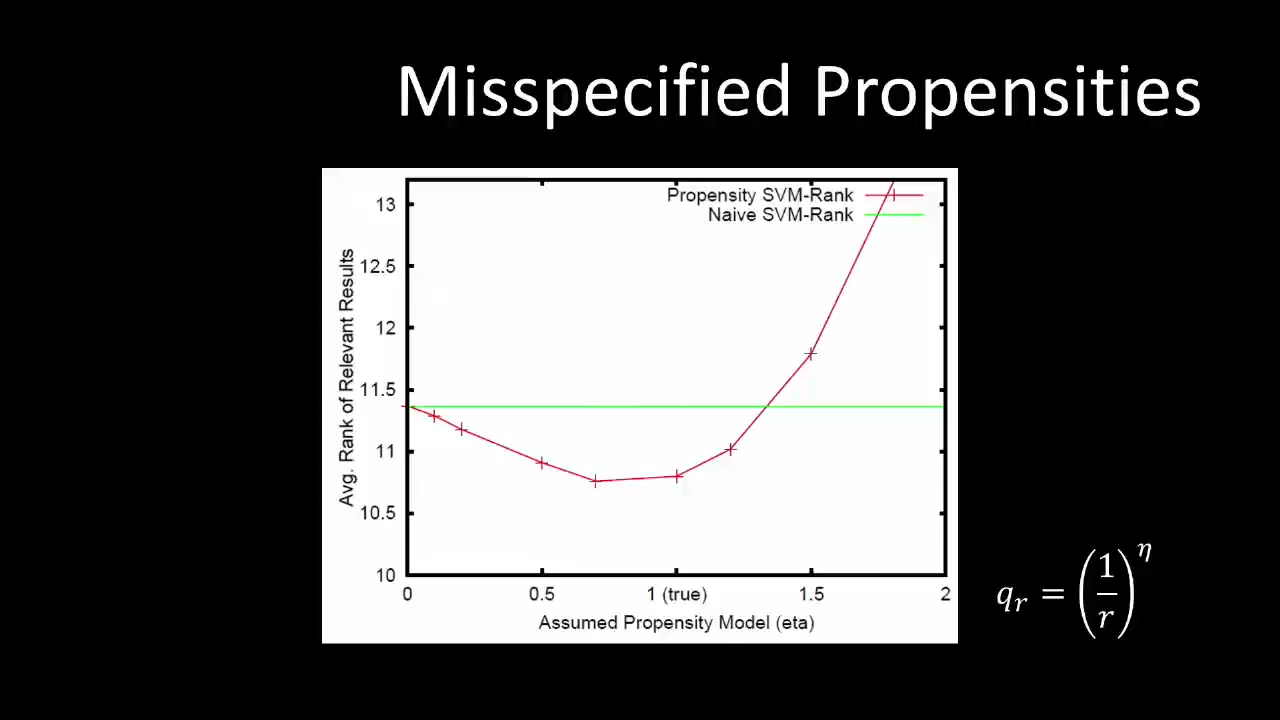 Misspecified Propensities
Propensity SVM-Rank
Naive SVM-Rank
Avg. Rank of Relevant Results
13
12.5
12
11.5
11
10.5
10
0 0.5 1 (true) 1.5 2
Assumed Propensity Model (eta)
q_r = (1/r)^η